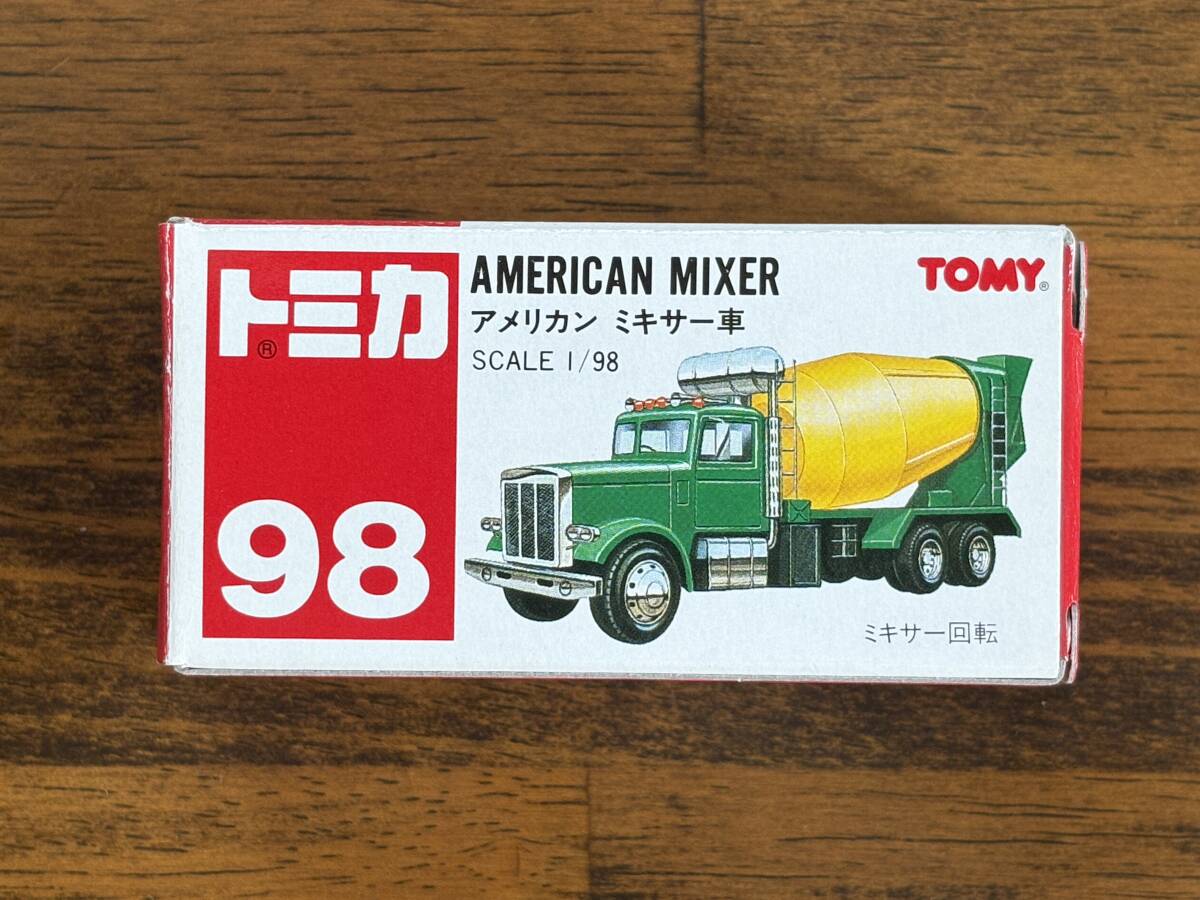 トミカ
®
98
AMERICAN MIXER
アメリカン ミキサー車
SCALE 1/98
TOMY®
ミキサー回転